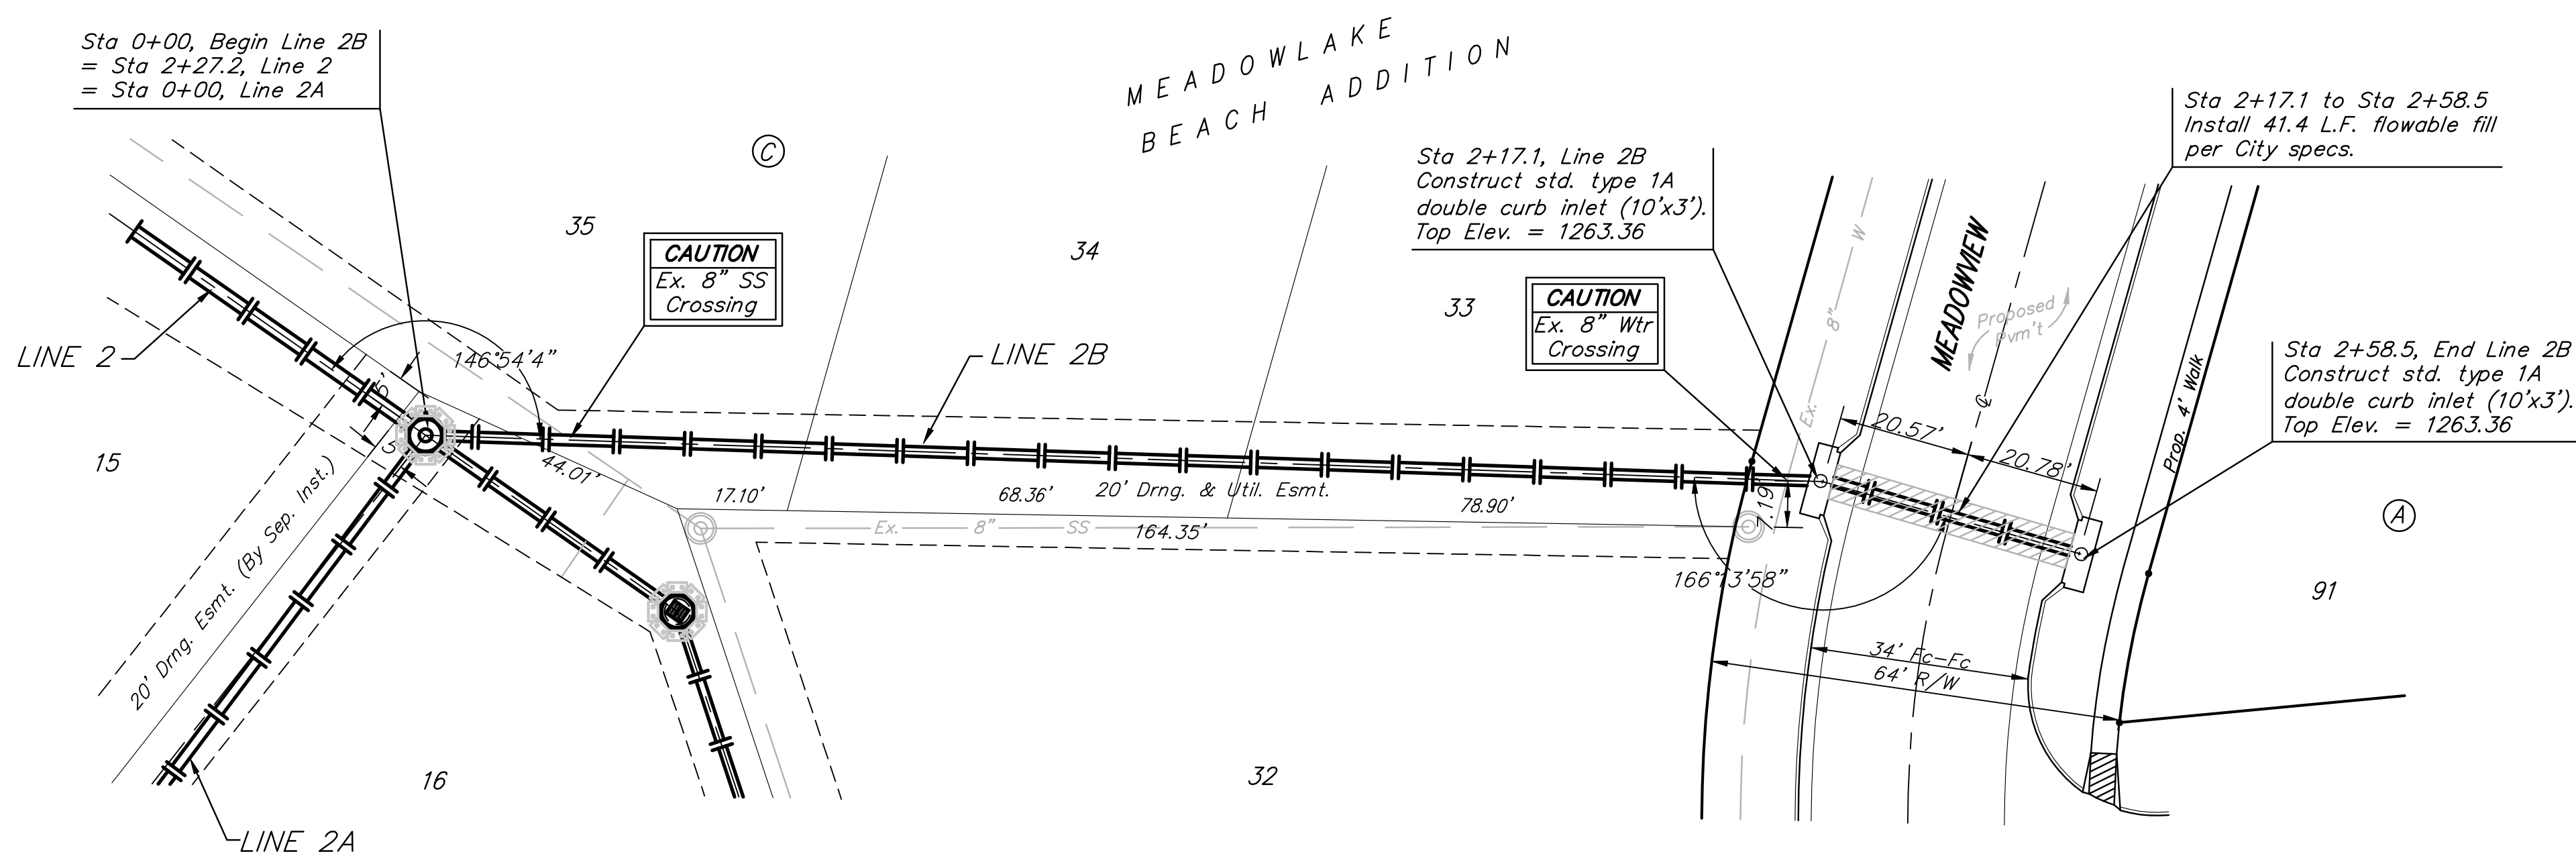 Sta 0+00, Begin Line 2B
= Sta 2+27.2, Line 2
= Sta 0+00, Line 2A
MEADOWLAKE
BEACH ADDITION
C
Sta 2+17.1 to Sta 2+58.5
Install 41.4 L.F. flowable fill
per City specs.
Sta 2+17.1, Line 2B
Construct std. type 1A
double curb inlet (10'x3').
Top Elev. = 1263.36
35
34
33
CAUTION
Ex. 8" SS
Crossing
CAUTION
Ex. 8" Wtr
Crossing
Ex. 8" W
MEADOWVIEW
Proposed
Pvm't
℄
Prop. 4' Walk
Sta 2+58.5, End Line 2B
Construct std. type 1A
double curb inlet (10'x3').
Top Elev. = 1263.36
LINE 2
146°54'4"
LINE 2B
20.57'
20.78'
15
44.01'
17.10'
68.36'
20' Drng. & Util. Esmt.
78.90'
7.19'
Ex. 8" SS
164.35'
A
20' Drng. Esmt. (By Sep. Inst.)
166°13'58"
91
34' Fc-Fc
64' R/W
16
32
LINE 2A